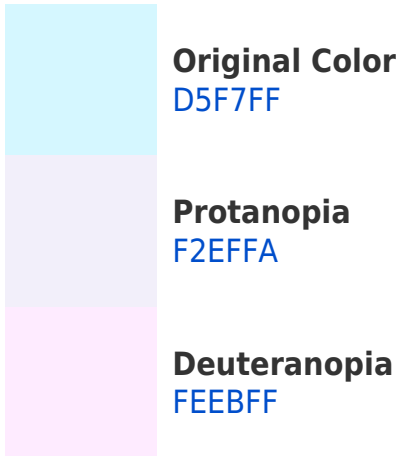 Original Color
D5F7FF
Protanopia
F2EFFA
Deuteranopia
FEEBFF